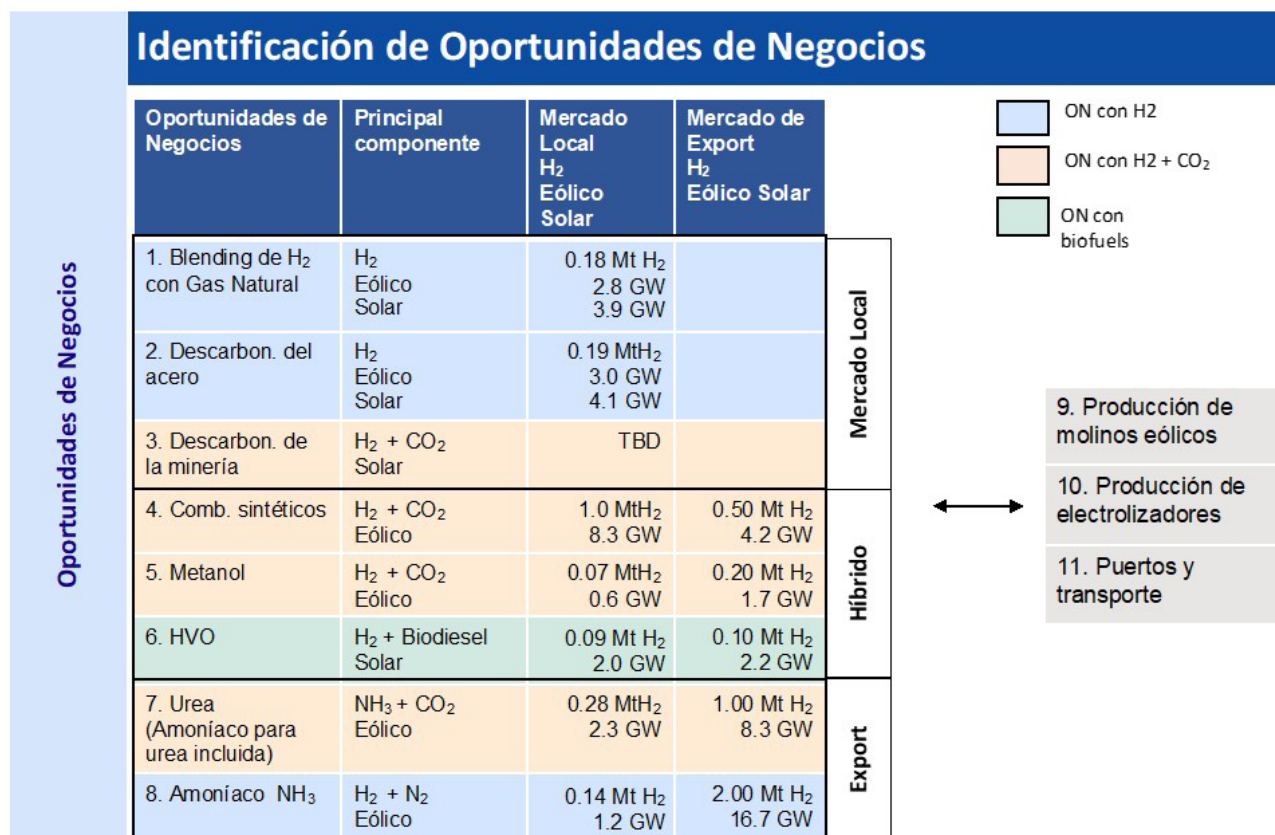 Identificación de Oportunidades de Negocios
Oportunidades de Negocios
Oportunidades de
Negocios
Principal
componente
Mercado
Local
H₂
Eólico
Solar
Mercado de
Export
H₂
Eólico Solar
1. Blending de H₂
con Gas Natural
H₂
Eólico
Solar
0.18 Mt H₂
2.8 GW
3.9 GW
2. Descarbon. del
acero
H₂
Eólico
Solar
0.19 MtH₂
3.0 GW
4.1 GW
3. Descarbon. de
la minería
H₂ + CO₂
Solar
TBD
Mercado Local
4. Comb. sintéticos
H₂ + CO₂
Eólico
1.0 MtH₂
8.3 GW
0.50 Mt H₂
4.2 GW
5. Metanol
H₂ + CO₂
Eólico
0.07 MtH₂
0.6 GW
0.20 Mt H₂
1.7 GW
6. HVO
H₂ + Biodiesel
Solar
0.09 Mt H₂
2.0 GW
0.10 Mt H₂
2.2 GW
Híbrido
7. Urea
(Amoníaco para
urea incluida)
NH₃ + CO₂
Eólico
0.28 MtH₂
2.3 GW
1.00 Mt H₂
8.3 GW
8. Amoníaco NH₃
H₂ + N₂
Eólico
0.14 Mt H₂
1.2 GW
2.00 Mt H₂
16.7 GW
Export
ON con H2
ON con H2 + CO₂
ON con
biofuels
9. Producción de
molinos eólicos
10. Producción de
electrolizadores
11. Puertos y
transporte